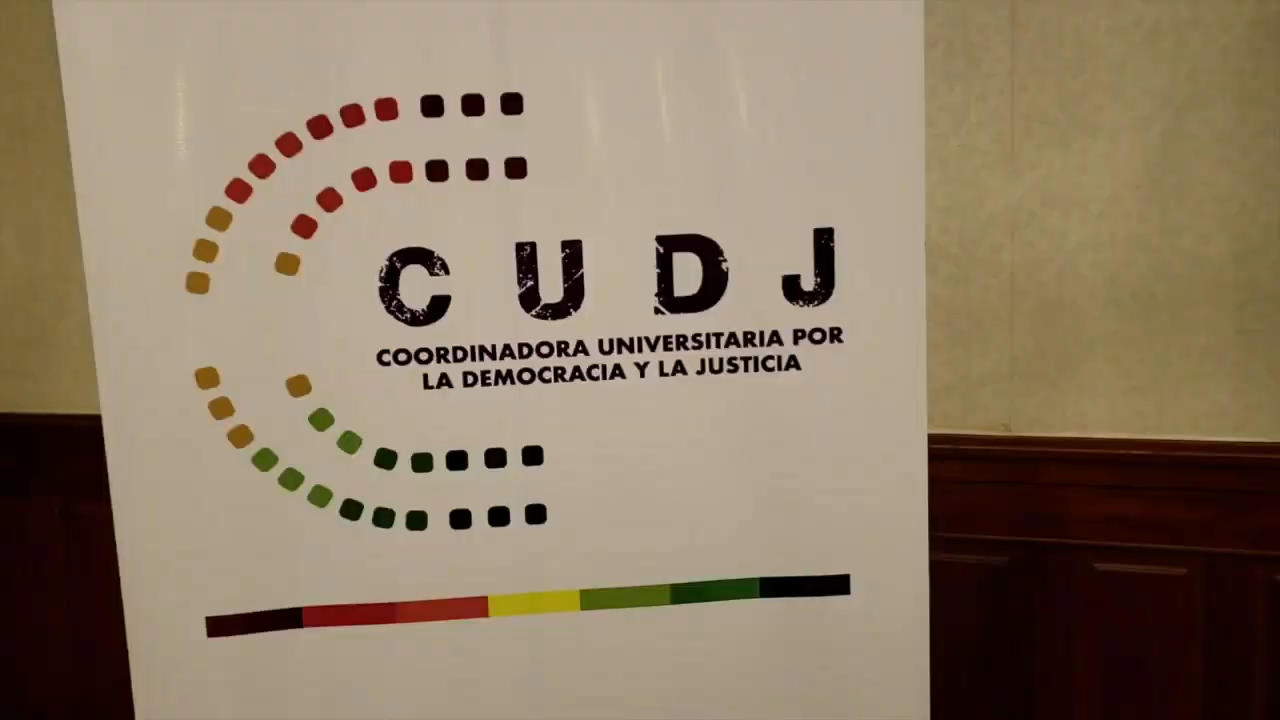 CUDJ
COORDINADORA UNIVERSITARIA POR
LA DEMOCRACIA Y LA JUSTICIA